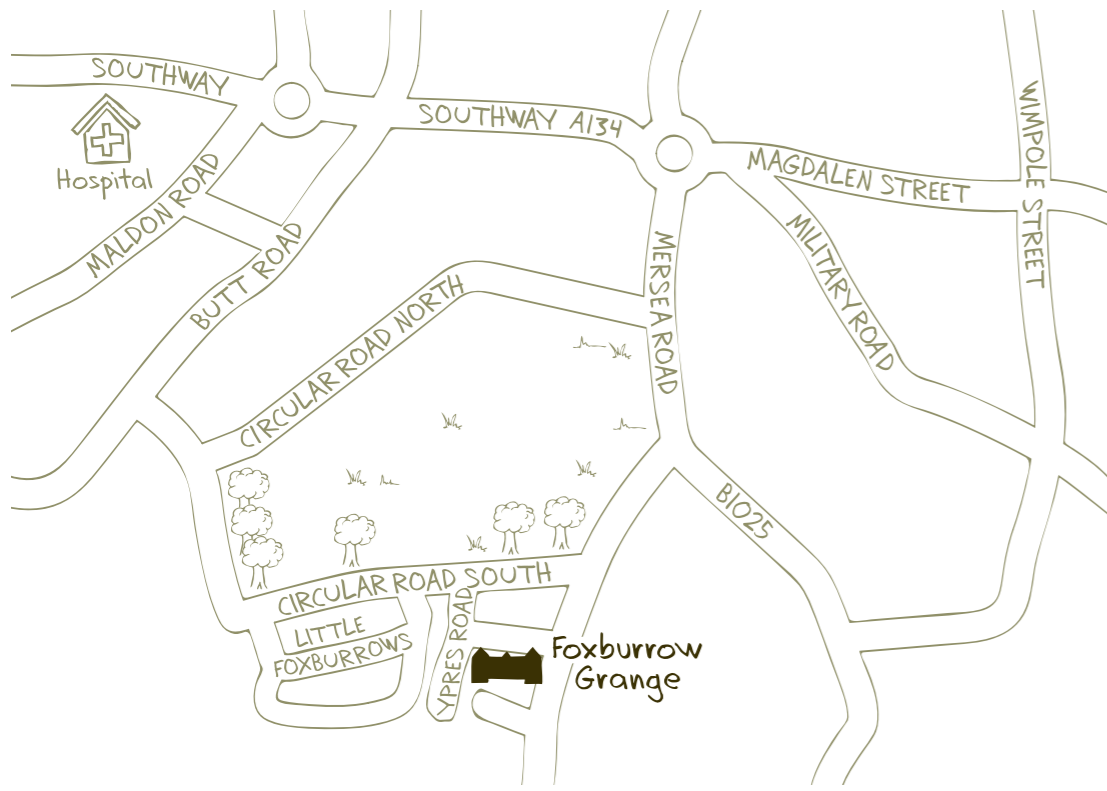 SOUTHWAY
SOUTHWAY A134
Hospital
MALDON ROAD
BUTT ROAD
MAGDALEN STREET
WIMPOLE STREET
MILITARY ROAD
MERSEA ROAD
CIRCULAR ROAD NORTH
B1025
CIRCULAR ROAD SOUTH
LITTLE
FOXBURROWS
YPRES ROAD
Foxburrow
Grange